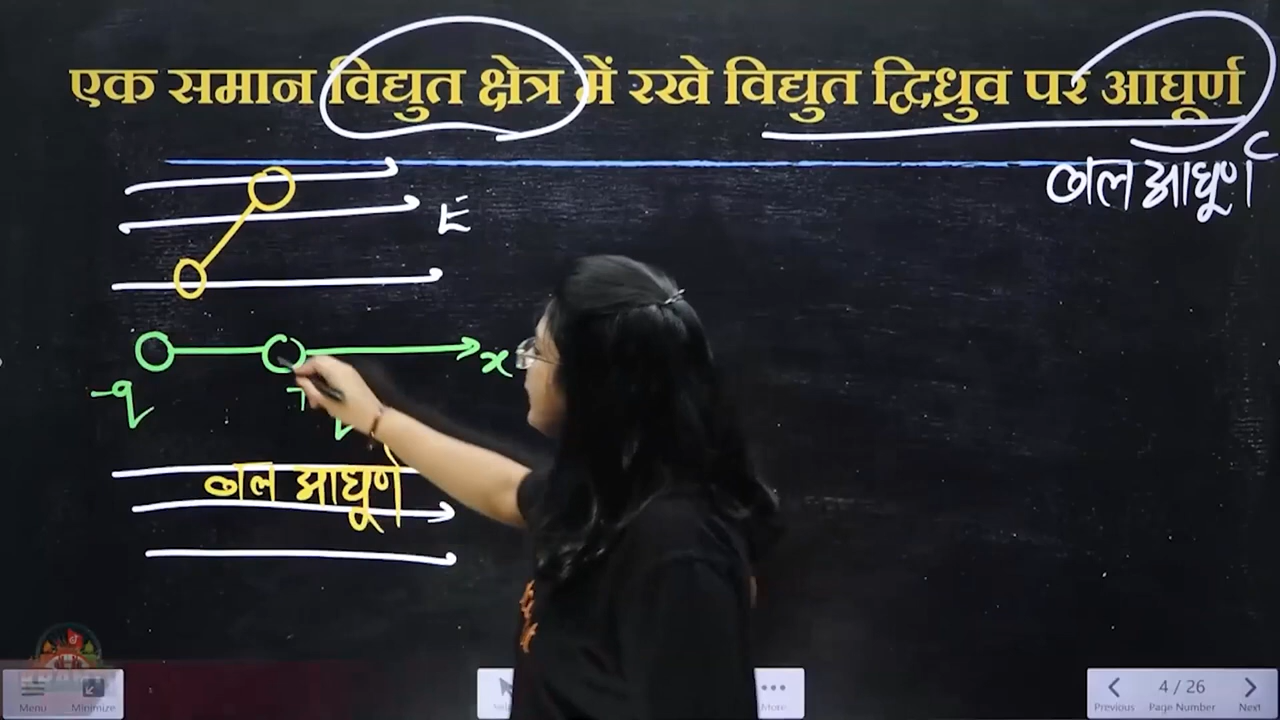 एक समान विद्युत क्षेत्र में रखे विद्युत द्विध्रुव पर आघूर्ण
बल आघूर्ण
E
x
-q
बल आघूर्ण
Menu
Minimize
More
Previous
4 / 26
Page Number
Next